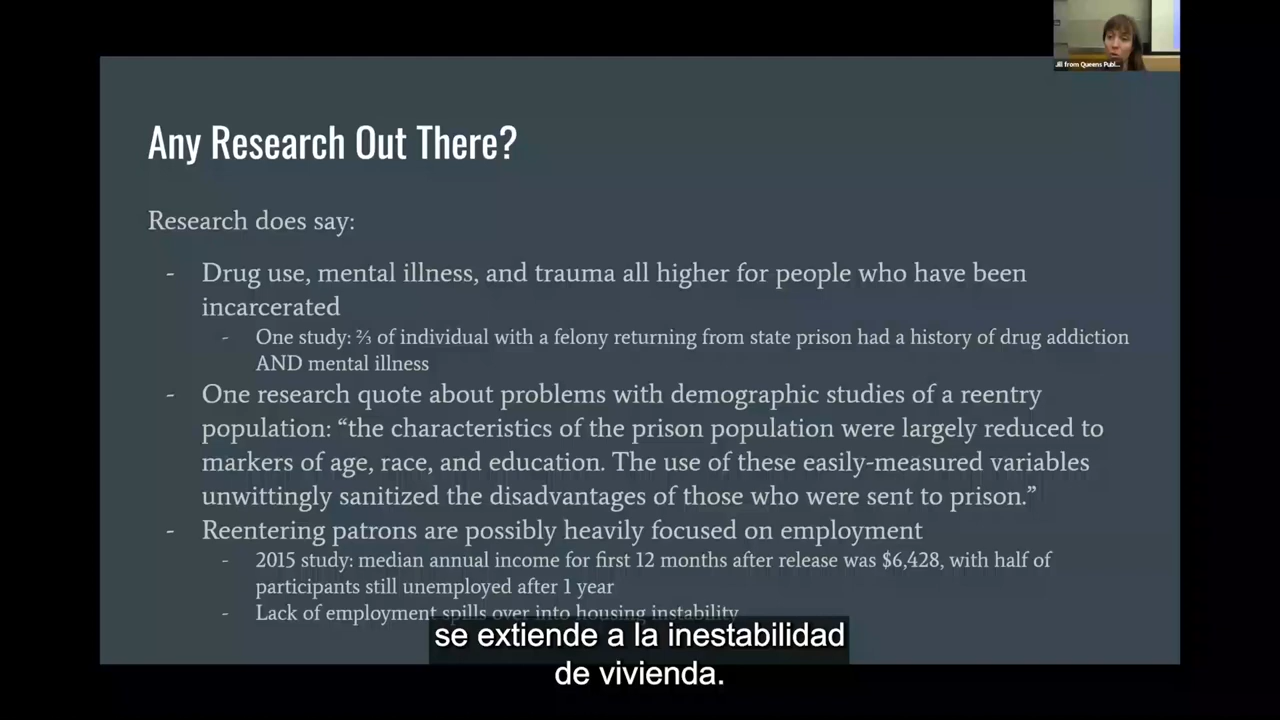 Jill from Queens Publ...
Any Research Out There?
Research does say:
- Drug use, mental illness, and trauma all higher for people who have been
incarcerated
- One study: ⅔ of individual with a felony returning from state prison had a history of drug addiction
AND mental illness
- One research quote about problems with demographic studies of a reentry
population: “the characteristics of the prison population were largely reduced to
markers of age, race, and education. The use of these easily-measured variables
unwittingly sanitized the disadvantages of those who were sent to prison.”
- Reentering patrons are possibly heavily focused on employment
- 2015 study: median annual income for first 12 months after release was $6,428, with half of
participants still unemployed after 1 year
- Lack of employment spills over into housing instability
se extiende a la inestabilidad
de vivienda.